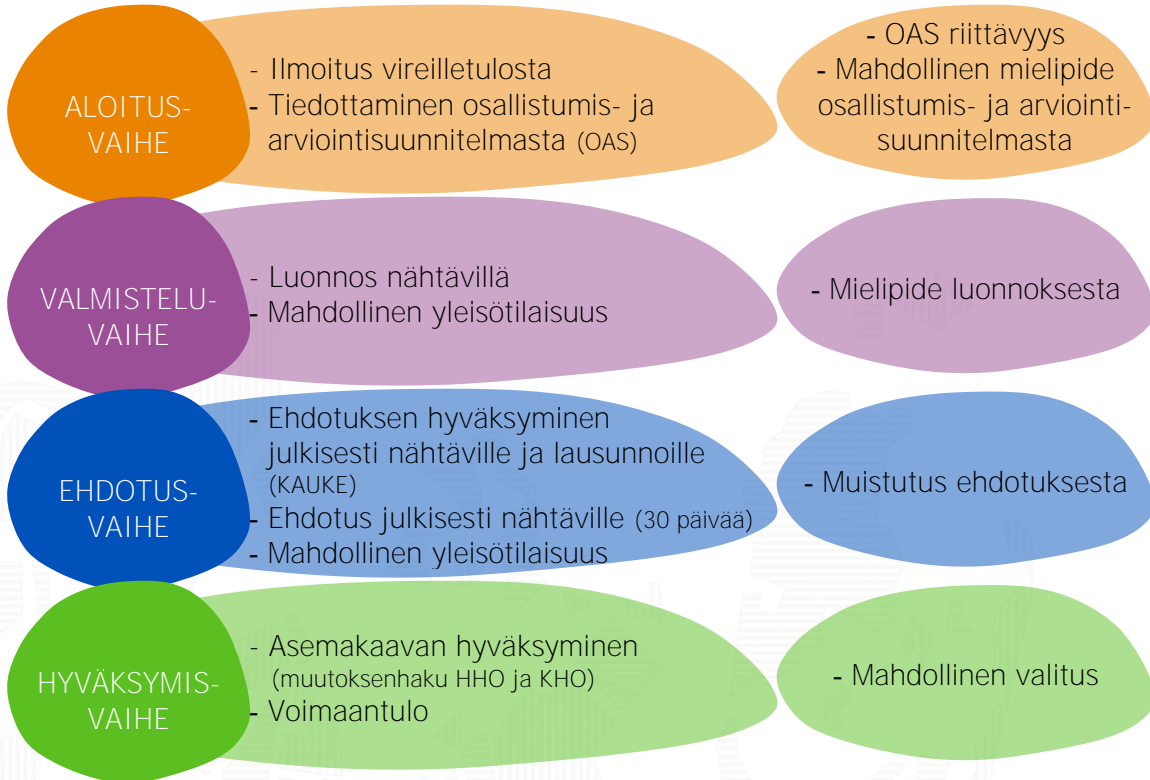 ALOITUS-
VAIHE
- Ilmoitus vireilletulosta
- Tiedottaminen osallistumis- ja
arviointisuunnitelmasta (OAS)
- OAS riittävyys
- Mahdollinen mielipide
osallistumis- ja arviointi-
suunnitelmasta
VALMISTELU-
VAIHE
- Luonnos nähtävillä
- Mahdollinen yleisötilaisuus
- Mielipide luonnoksesta
EHDOTUS-
VAIHE
- Ehdotuksen hyväksyminen
julkisesti nähtäville ja lausunnoille
(KAUKE)
- Ehdotus julkisesti nähtäville (30 päivää)
- Mahdollinen yleisötilaisuus
- Muistutus ehdotuksesta
HYVÄKSYMIS-
VAIHE
- Asemakaavan hyväksyminen
(muutoksenhaku HHO ja KHO)
- Voimaantulo
- Mahdollinen valitus